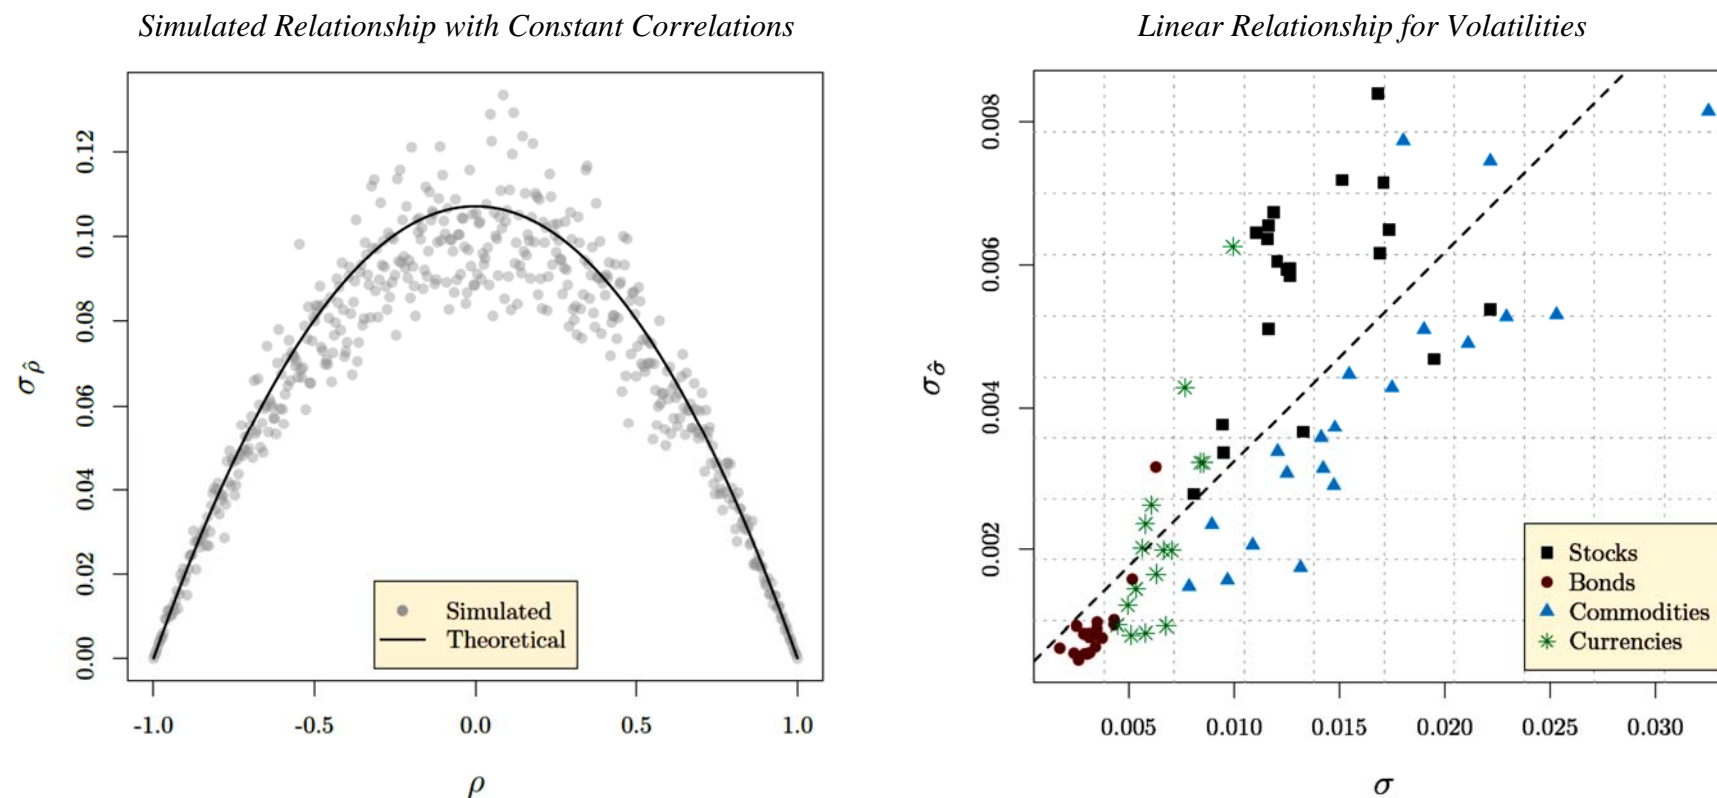 Simulated Relationship with Constant Correlations
0.12
0.10
0.08
0.06
0.04
0.02
0.00
σρ̂
Simulated
Theoretical
-1.0 -0.5 0.0 0.5 1.0
ρ
Linear Relationship for Volatilities
0.008
0.006
0.004
0.002
σσ̂
Stocks
Bonds
Commodities
Currencies
0.005 0.010 0.015 0.020 0.025 0.030
σ